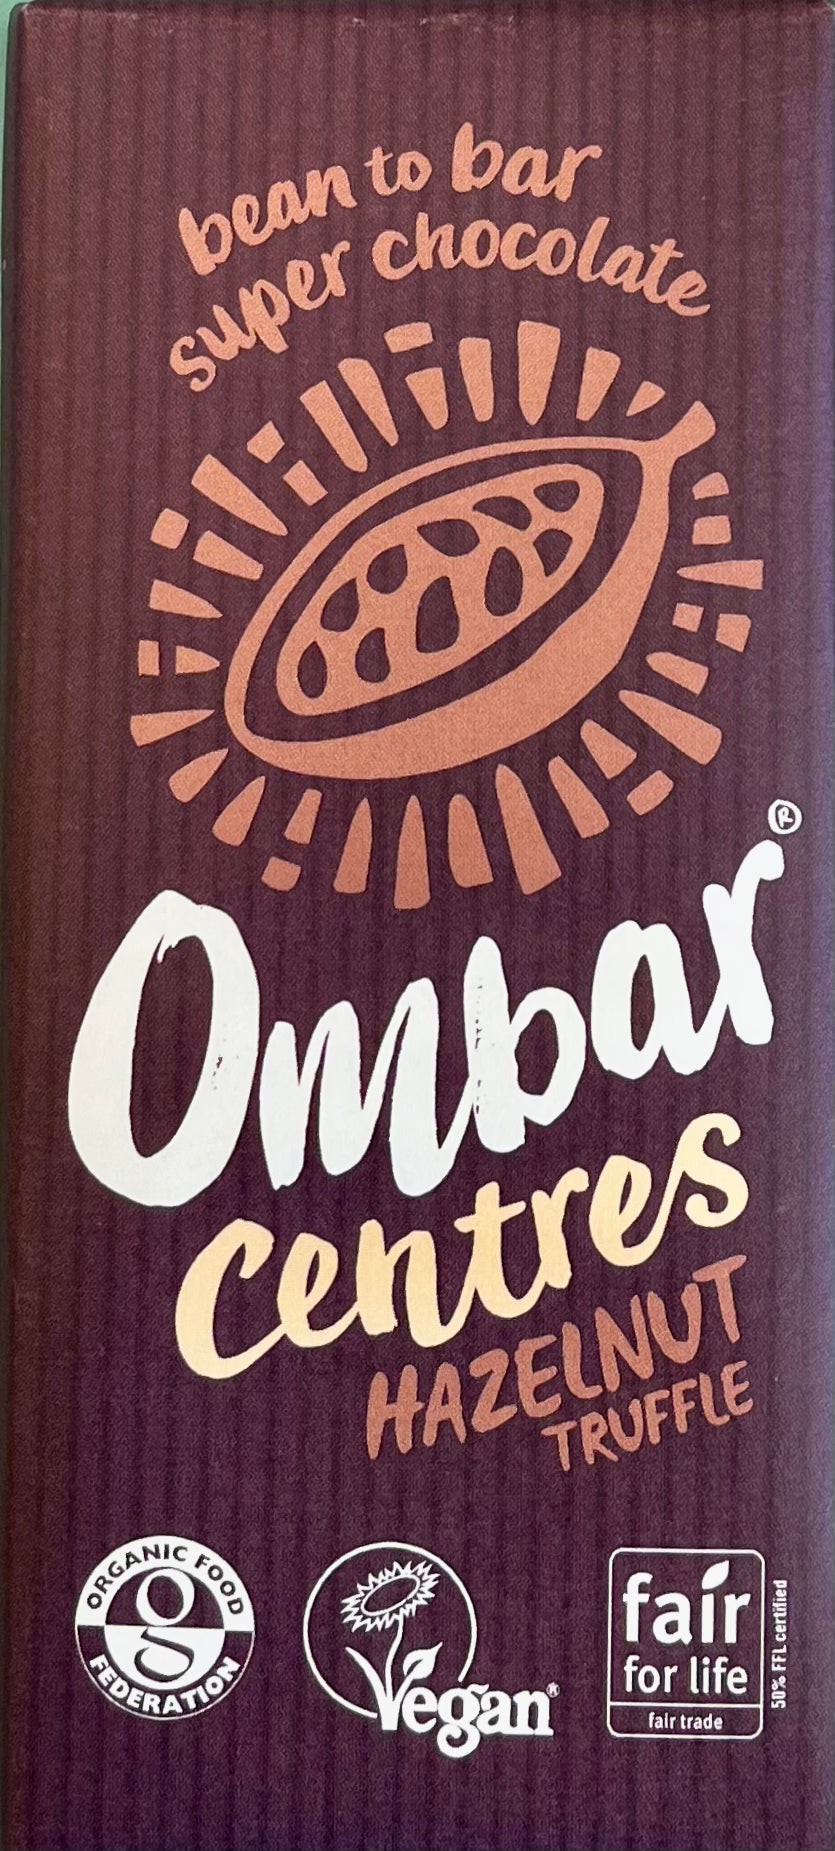 bean to bar
super chocolate
Ombar®
centres
HAZELNUT
TRUFFLE
ORGANIC FOOD
FEDERATION
Vegan®
fair
for life
fair trade
50% FFL certified